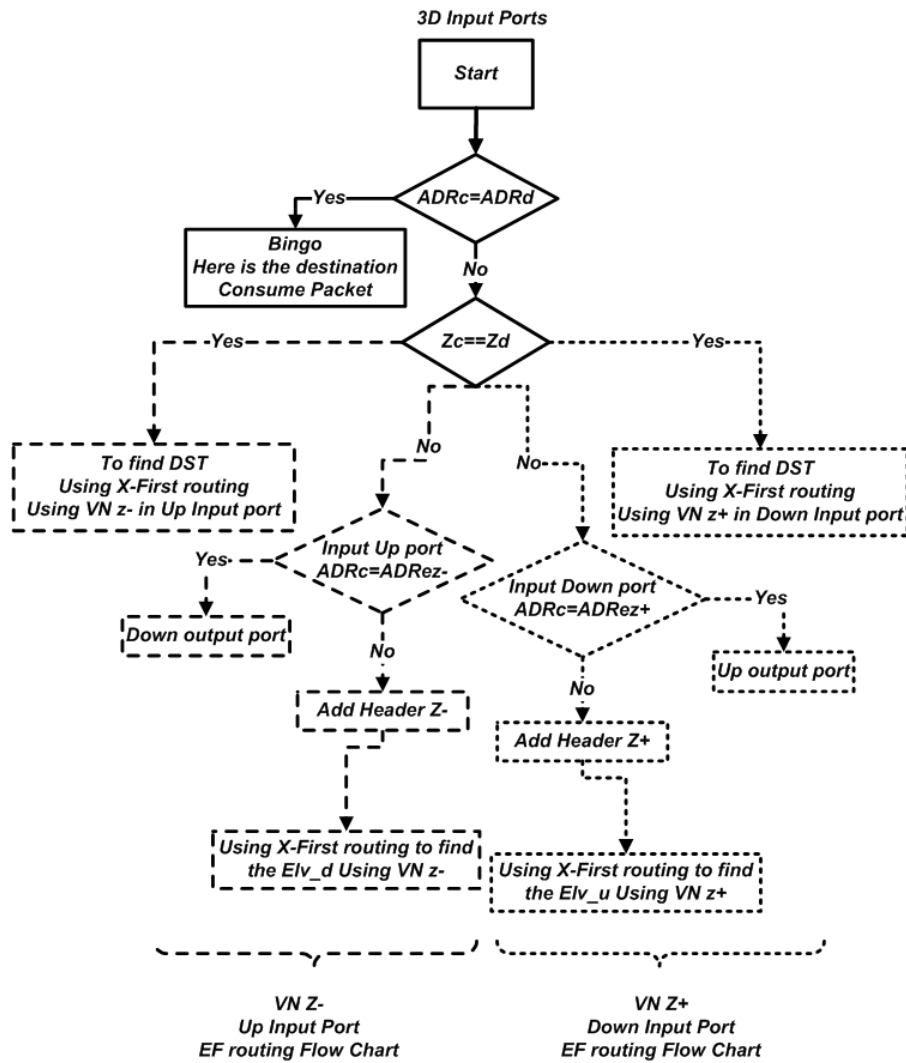 3D Input Ports
Start
ADRc=ADRd
Yes
Bingo
Here is the destination
Consume Packet
No
Zc==Zd
Yes
Yes
To find DST
Using X-First routing
Using VN z- in Up Input port
No
No
To find DST
Using X-First routing
Using VN z+ in Down Input port
Input Up port
ADRc=ADRez-
Yes
Down output port
Input Down port
ADRc=ADRez+
Yes
Up output port
No
Add Header Z-
No
Add Header Z+
Using X-First routing to find
the Elv_d Using VN z-
Using X-First routing to find
the Elv_u Using VN z+
VN Z-
Up Input Port
EF routing Flow Chart
VN Z+
Down Input Port
EF routing Flow Chart